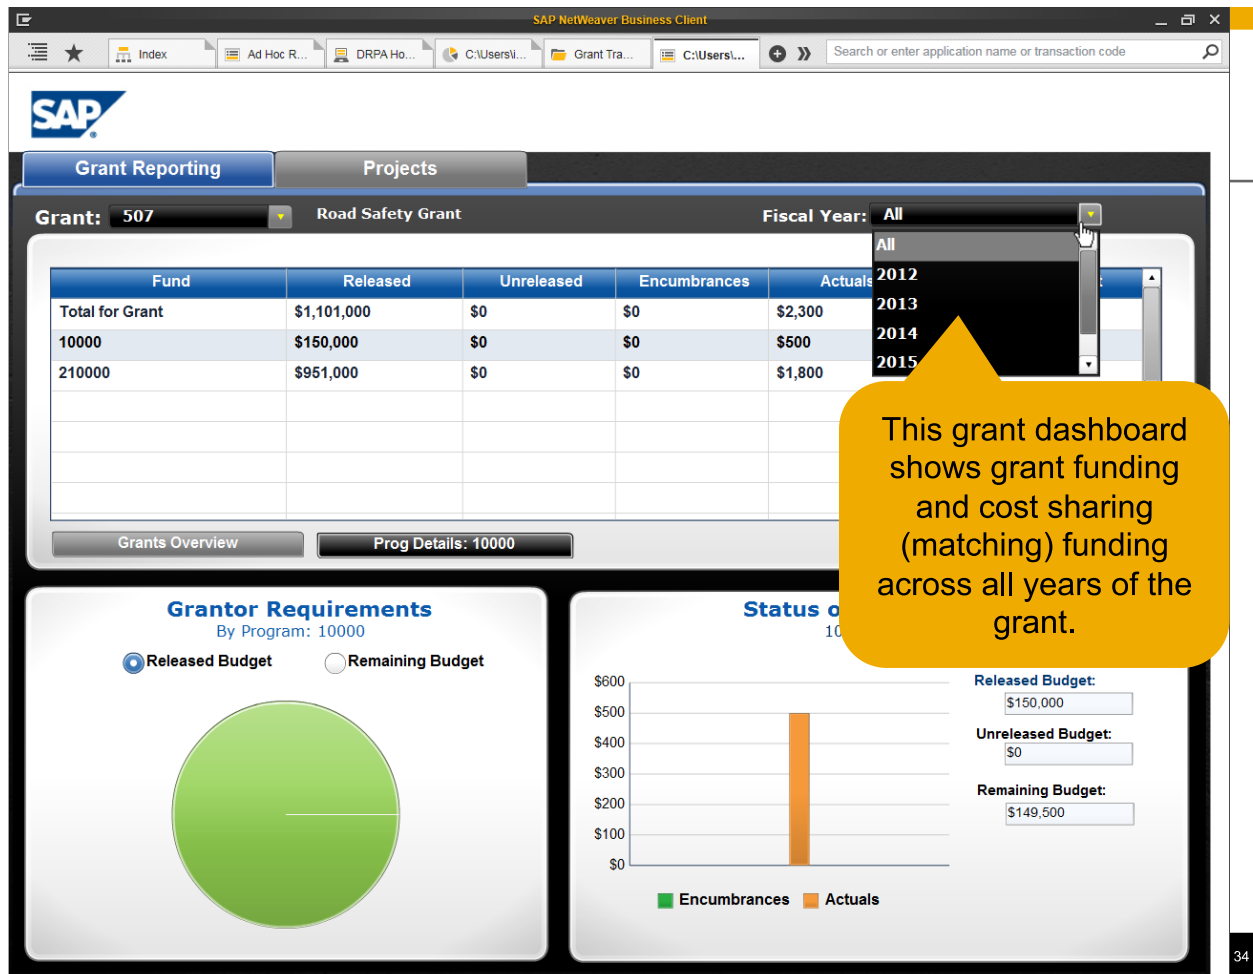 SAP NetWeaver Business Client
Index
Ad Hoc R...
DRPA Ho...
C:\Users\i...
Grant Tra...
C:\Users\...
Search or enter application name or transaction code
SAP
Grant Reporting
Projects
Grant: 507
Road Safety Grant
Fiscal Year: All
All
2012
2013
2014
2015
Fund Released Unreleased Encumbrances Actuals
Total for Grant $1,101,000 $0 $0 $2,300
10000 $150,000 $0 $0 $500
210000 $951,000 $0 $0 $1,800
This grant dashboard
shows grant funding
and cost sharing
(matching) funding
across all years of the
grant.
Grants Overview
Prog Details: 10000
Grantor Requirements
By Program: 10000
Released Budget
Remaining Budget
Status
$600
$500
$400
$300
$200
$100
$0
Encumbrances
Actuals
Released Budget:
$150,000
Unreleased Budget:
$0
Remaining Budget:
$149,500
34